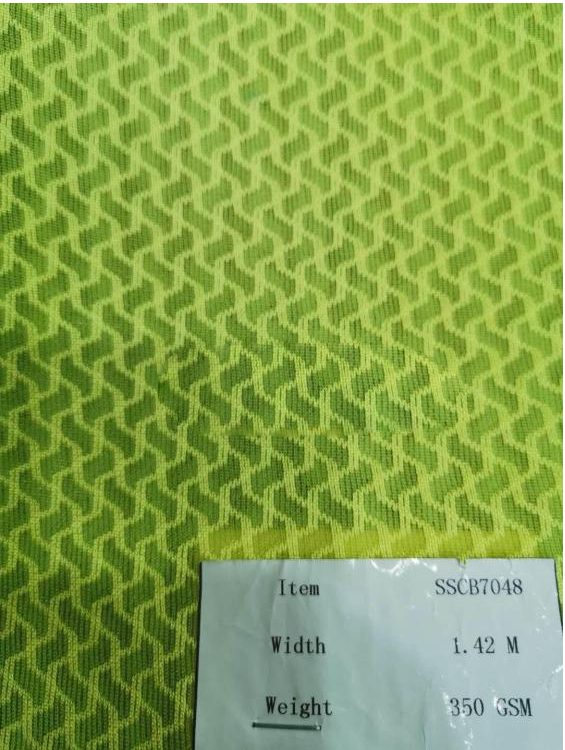 Item SSCB7048
Width 1.42 M
Weight 350 GSM